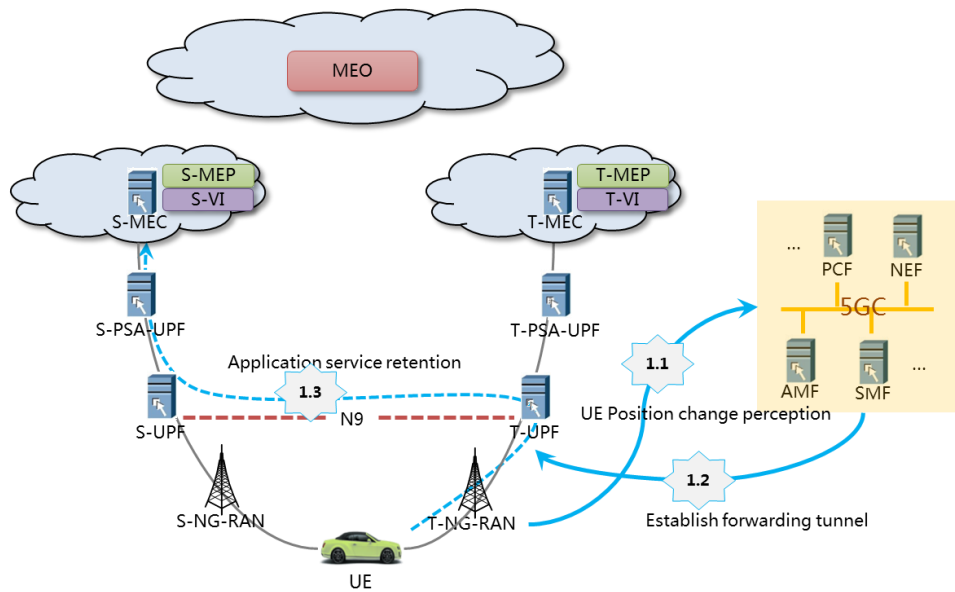 MEO
S-MEP
S-VI
S-MEC
T-MEP
T-VI
T-MEC
...
PCF
NEF
5GC
AMF
SMF
...
S-PSA-UPF
T-PSA-UPF
Application service retention
1.3
1.1
UE Position change perception
S-UPF
N9
T-UPF
1.2
Establish forwarding tunnel
S-NG-RAN
T-NG-RAN
UE